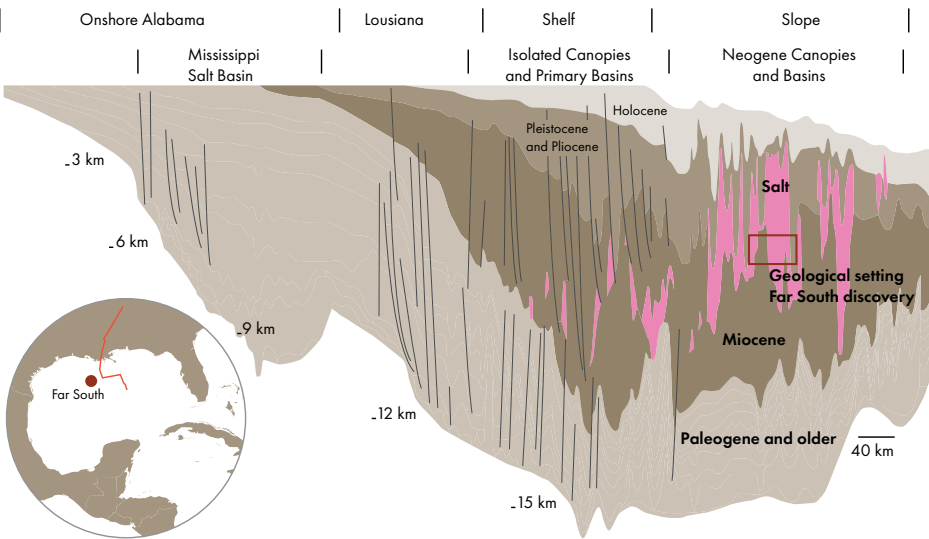 Onshore Alabama
Lousiana
Shelf
Slope
Mississippi
Salt Basin
Isolated Canopies
and Primary Basins
Neogene Canopies
and Basins
Holocene
Pleistocene
and Pliocene
-3 km
Salt
-6 km
Geological setting
Far South discovery
-9 km
Miocene
Far South
-12 km
Paleogene and older
40 km
-15 km